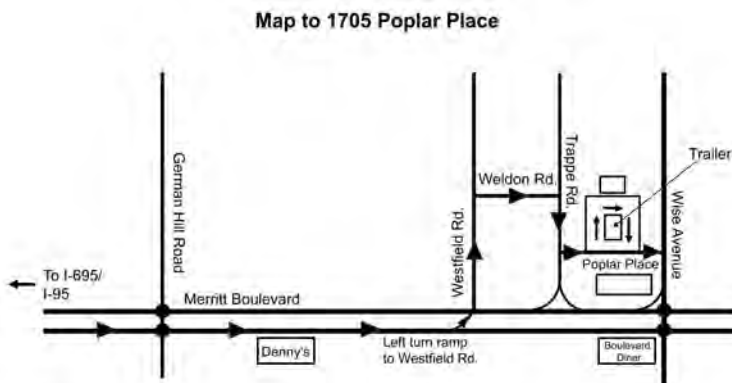 Map to 1705 Poplar Place
German Hill Road
Westfield Rd.
Weldon Rd.
Trappe Rd.
Trailer
Wise Avenue
Poplar Place
To I-695/
I-95
Merritt Boulevard
Denny's
Left turn ramp
to Westfield Rd.
Boulevard
Diner